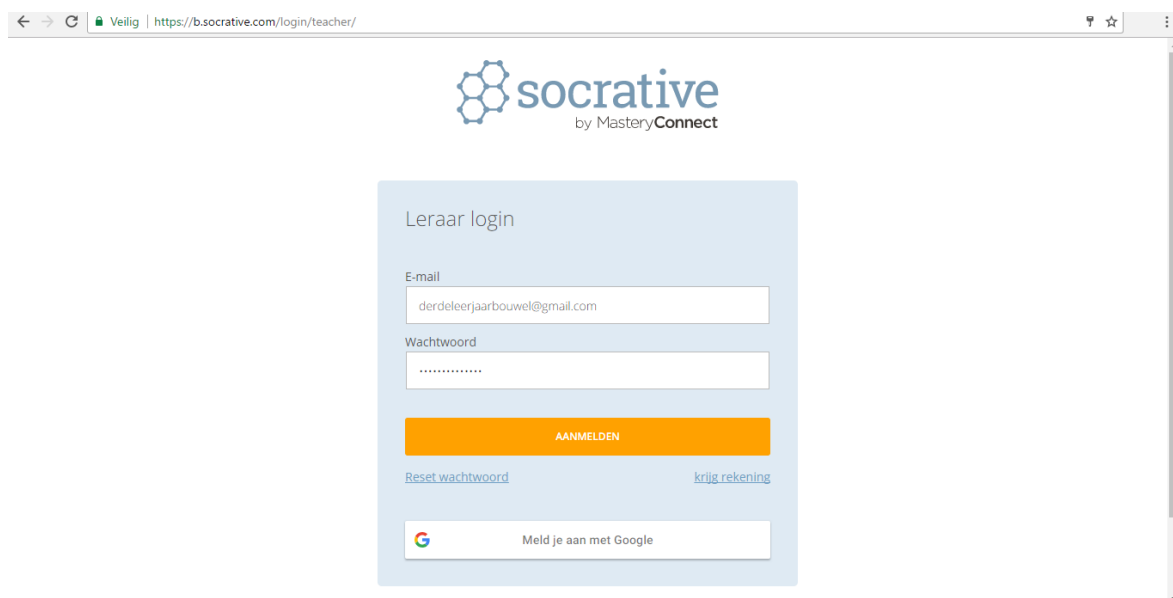 Veilig https://b.socrative.com/login/teacher/
socrative
by MasteryConnect
Leraar login
E-mail
derdeleerjaarbouwel@gmail.com
Wachtwoord
..............
AANMELDEN
Reset wachtwoord krijg rekening
Meld je aan met Google